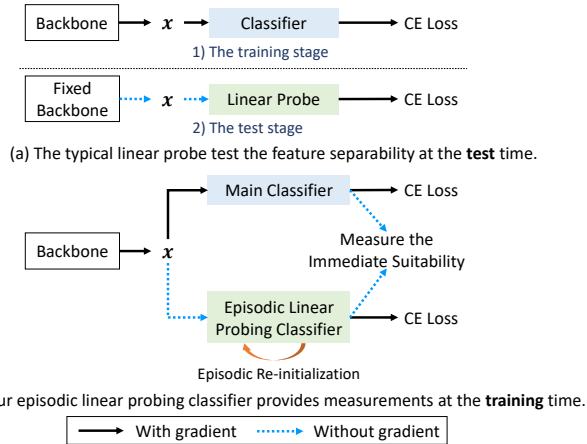 Backbone
x
Classifier
CE Loss
1) The training stage
Fixed
Backbone
x
Linear Probe
CE Loss
2) The test stage
(a) The typical linear probe test the feature separability at the test time.
Main Classifier
CE Loss
Backbone
x
Measure the
Immediate Suitability
Episodic Linear
Probing Classifier
CE Loss
Episodic Re-initialization
episodic linear probing classifier provides measurements at the training time.
With gradient
Without gradient